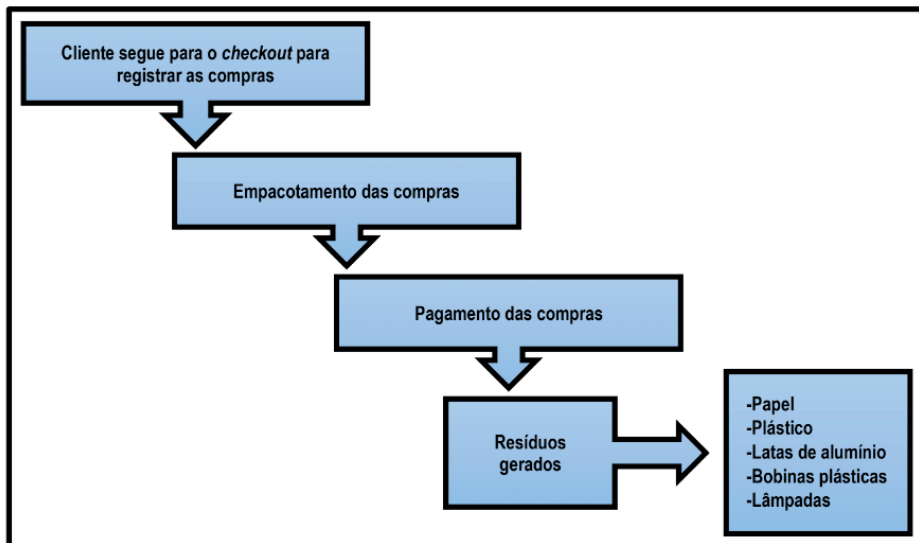 Cliente segue para o checkout para
registrar as compras
Empacotamento das compras
Pagamento das compras
Resíduos
gerados
-Papel
-Plástico
-Latas de alumínio
-Bobinas plásticas
-Lâmpadas